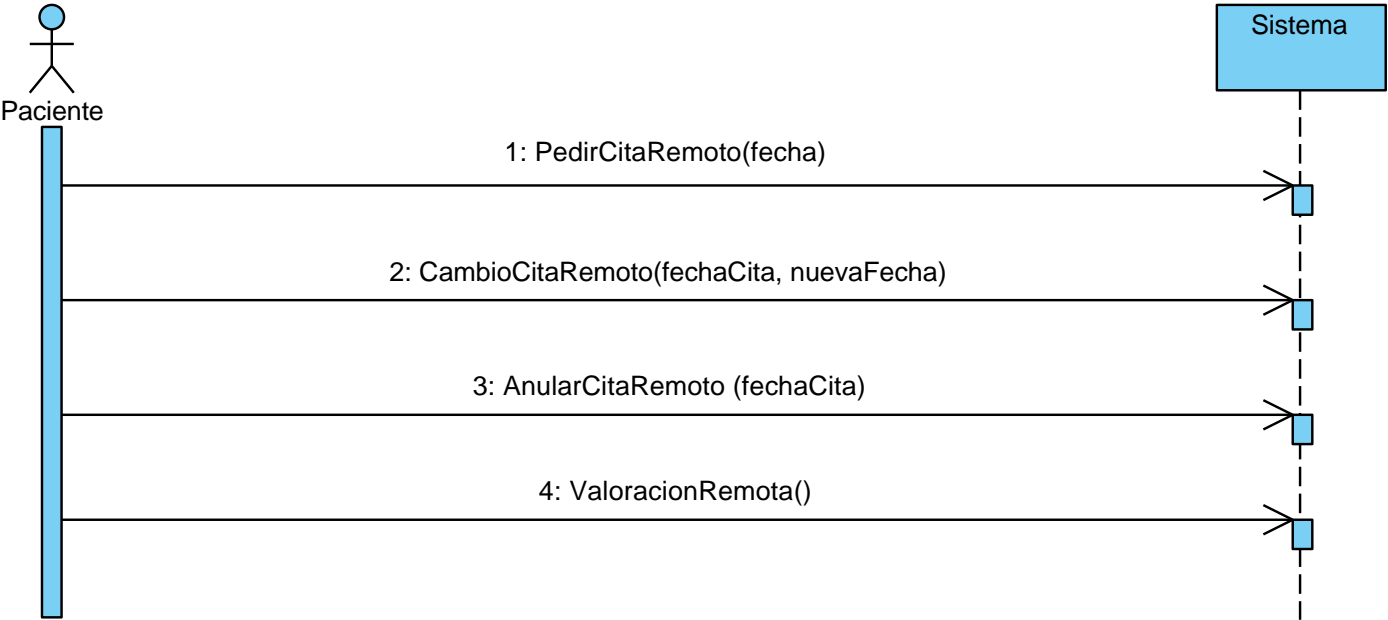 Sistema
Paciente
1: PedirCitaRemoto(fecha)
2: CambioCitaRemoto(fechaCita, nuevaFecha)
3: AnularCitaRemoto (fechaCita)
4: ValoracionRemota()